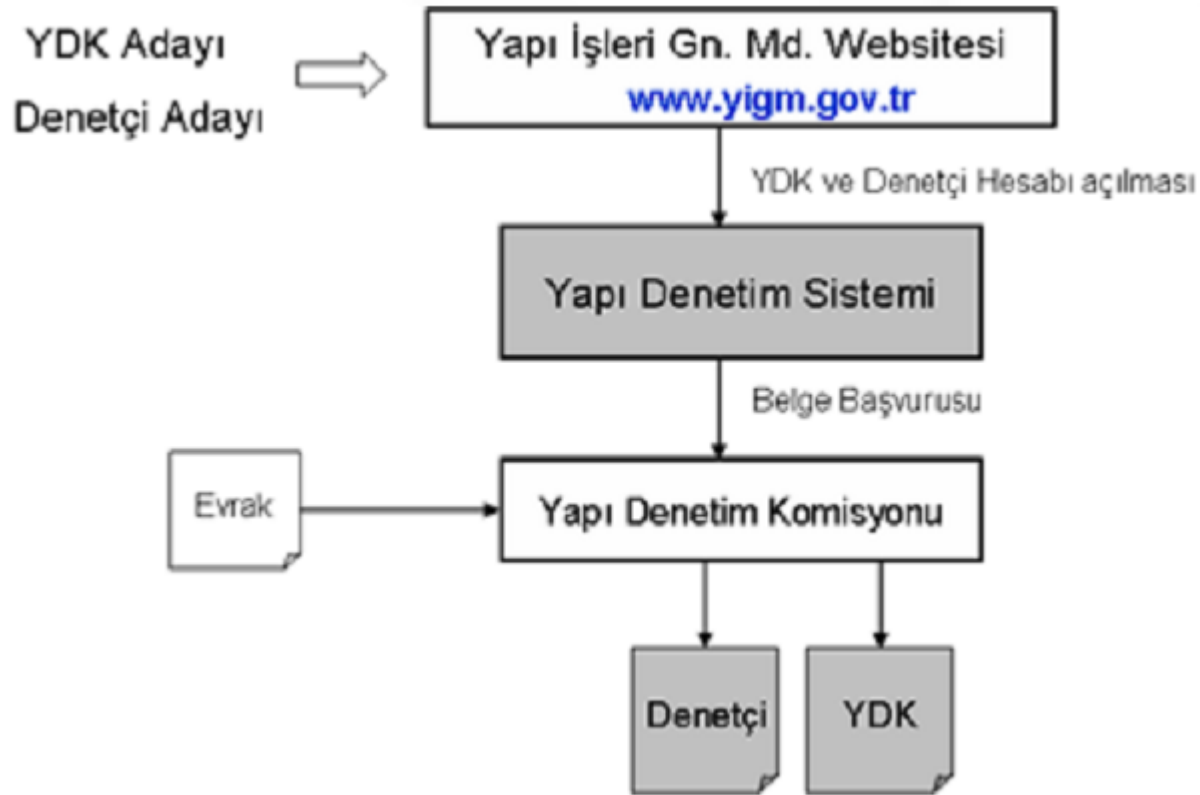 YDK Adayı
Denetçi Adayı
Yapı İşleri Gn. Md. Websitesi
www.yigm.gov.tr
YDK ve Denetçi Hesabı açılması
Yapı Denetim Sistemi
Belge Başvurusu
Evrak
Yapı Denetim Komisyonu
Denetçi
YDK